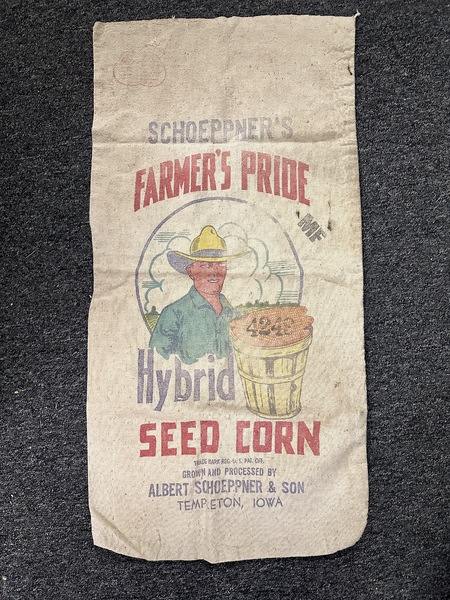 SCHOEPPNER'S
FARMER'S PRIDE
MF
4242
Hybrid
SEED CORN
TRADE MARK REG. U. S. PAT. OFF.
GROWN AND PROCESSED BY
ALBERT SCHOEPPNER & SON
TEMPLETON, IOWA